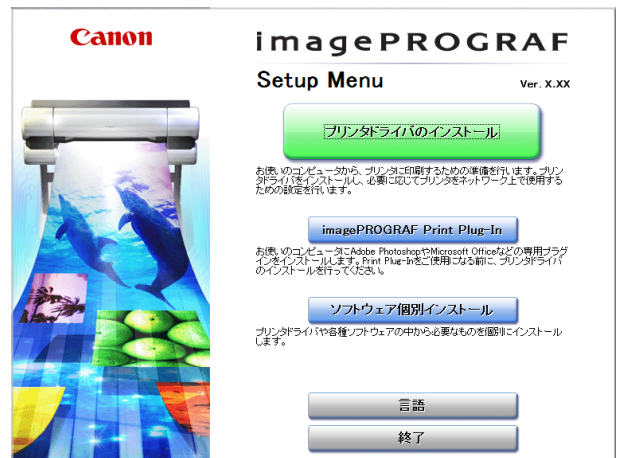 Canon
imagePROGRAF
Setup Menu
Ver. X.XX
プリンタドライバのインストール
お使いのコンピュータから、プリンタに印刷するための準備を行います。プリン
タドライバをインストールし、必要に応じてプリンタをネットワーク上で使用する
ための設定を行います。
imagePROGRAF Print Plug-In
お使いのコンピュータにAdobe PhotoshopやMicrosoft Officeなどの専用プラグ
インをインストールします。Print Plug-Inをご使用になる前に、プリンタドライバ
のインストールを行ってください。
ソフトウェア個別インストール
プリンタドライバや各種ソフトウェアの中から必要なものを個別にインストール
します。
言語
終了